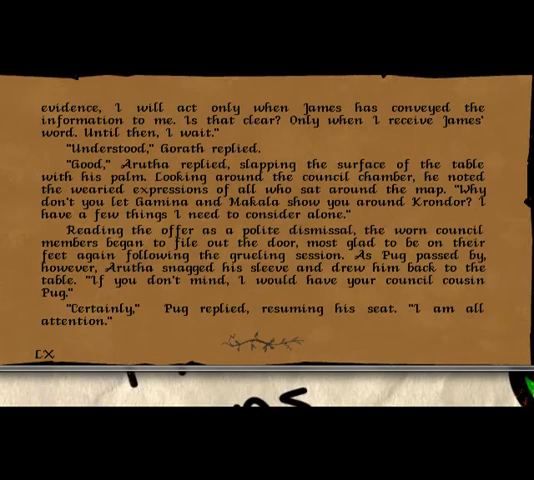 evidence, I will act only when James has conveyed the
information to me. Is that clear? Only when I receive James'
word. Until then, I wait."
"Understood," Gorath replied.
"Good," Arutha replied, slapping the surface of the table
with his palm. Looking around the council chamber, he noted
the wearied expressions of all who sat around the map. "Why
don't you let Gamina and Makala show you around Krondor? I
have a few things I need to consider alone."
Reading the offer as a polite dismissal, the worn council
members began to file out the door, most glad to be on their
feet again following the grueling session. As Pug passed by,
however, Arutha snagged his sleeve and drew him back to the
table. "If you don't mind, I would have your council cousin
Pug."
"Certainly," Pug replied, resuming his seat. "I am all
attention."
CX